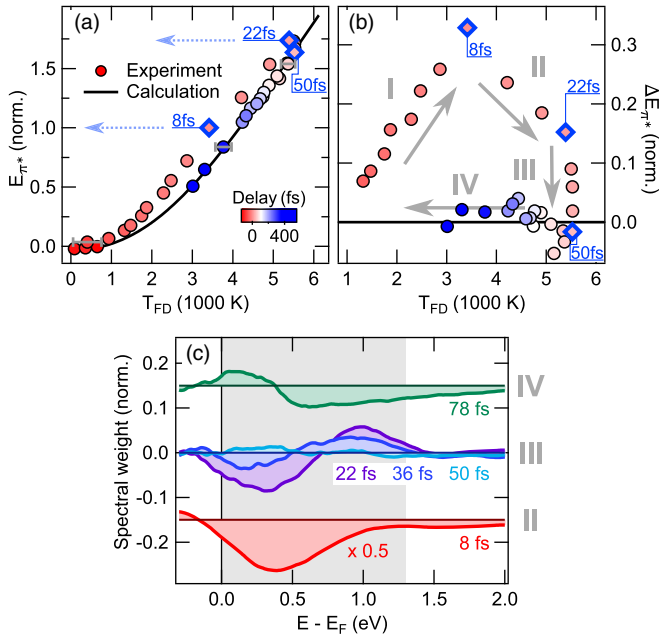 (a)
22fs
50fs
8fs
Experiment
Calculation
Delay (fs)
0 400
E_π* (norm.)
1.5
1.0
0.5
0.0
0 1 2 3 4 5 6
T_FD (1000 K)
(b)
8fs
22fs
50fs
I
II
III
IV
ΔE_π* (norm.)
0.3
0.2
0.1
0.0
1 2 3 4 5 6
T_FD (1000 K)
(c)
Spectral weight (norm.)
0.2
0.1
0.0
-0.1
-0.2
78 fs
22 fs 36 fs 50 fs
x 0.5
8 fs
IV
III
II
0.0 0.5 1.0 1.5 2.0
E - E_F (eV)